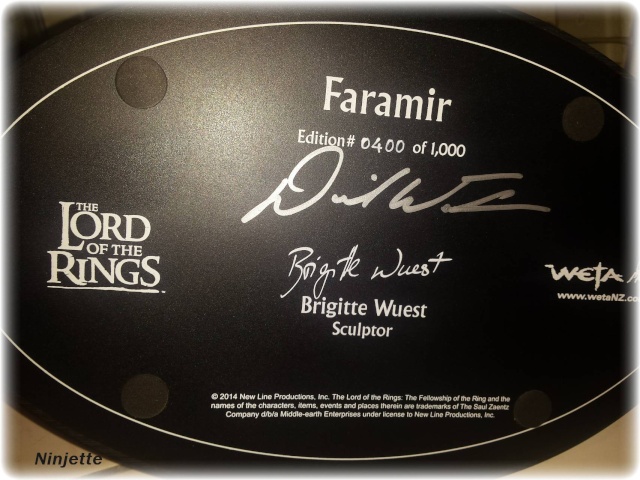 Faramir
Edition# 0400 of 1,000
THE
LORD
OF THE
RINGS
Brigitte Wuest
Brigitte Wuest
Sculptor
WETA
www.wetaNZ.co
© 2014 New Line Productions, Inc. The Lord of the Rings: The Fellowship of the Ring and the
names of the characters, items, events and places therein are trademarks of The Saul Zaentz
Company d/b/a Middle-earth Enterprises under license to New Line Productions, Inc.
Ninjette